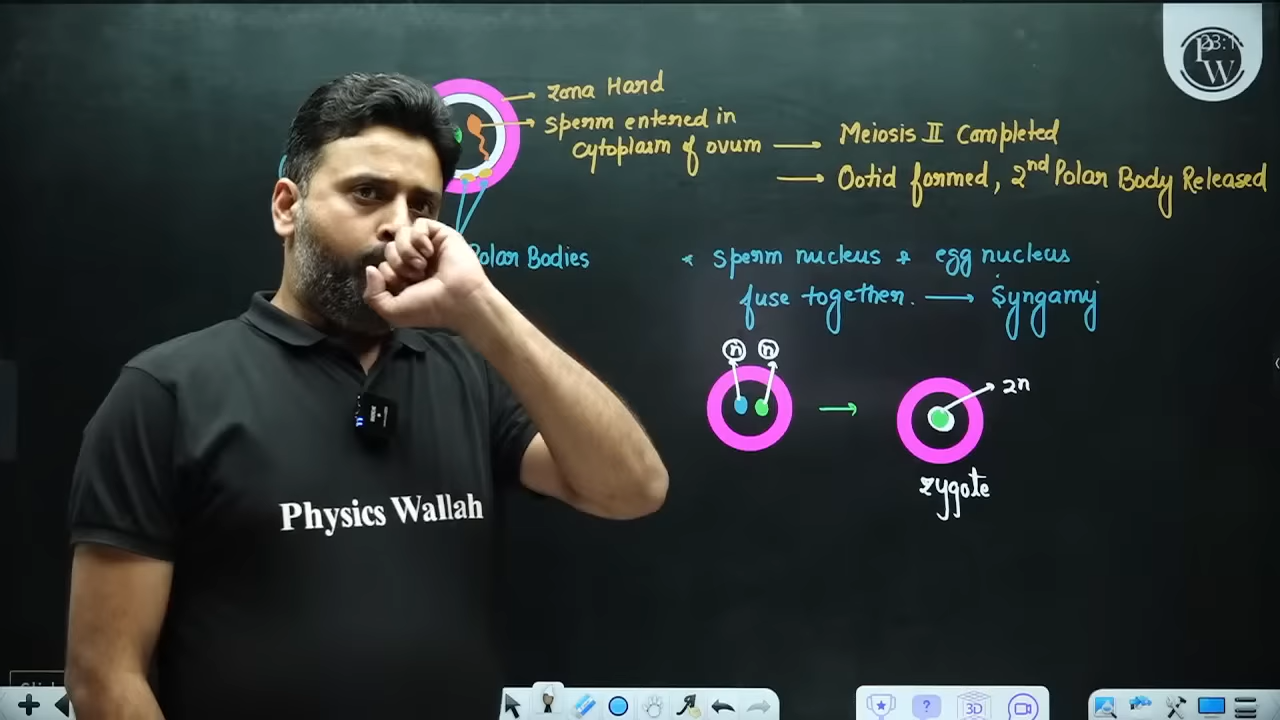 zona Hard
sperm entered in
cytoplasm of ovum → Meiosis II Completed
→ Ootid formed, 2nd Polar Body Released
Polar Bodies
sperm nucleus & egg nucleus
fuse together. → Syngamy
n n
2n
zygote
Physics Wallah
PW
3D